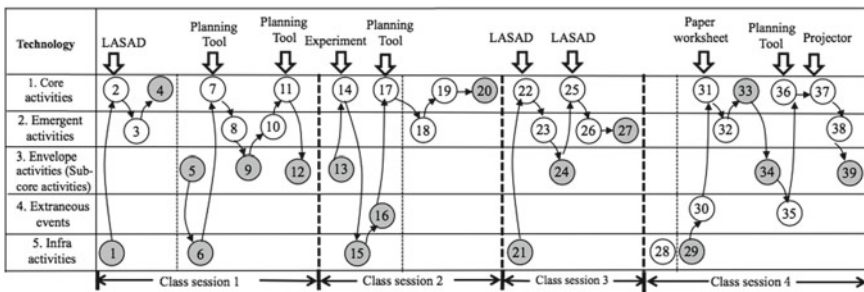 Technology
LASAD
Planning
Tool
Planning
Tool
Experiment
Planning
Tool
LASAD
LASAD
Paper
worksheet
Planning
Tool
Projector
1. Core
activities
2 4 7 11 14 17 19 20 22 25 31 33 36 37
2. Emergent
activities
3 8 10 18 23 26 27 32 38
3. Envelope
activities (Sub-
core activities)
5 9 12 13 24 34 39
4. Extraneous
events
16 30 35
5. Infra
activities
1 6 15 21 28 29
Class session 1
Class session 2
Class session 3
Class session 4